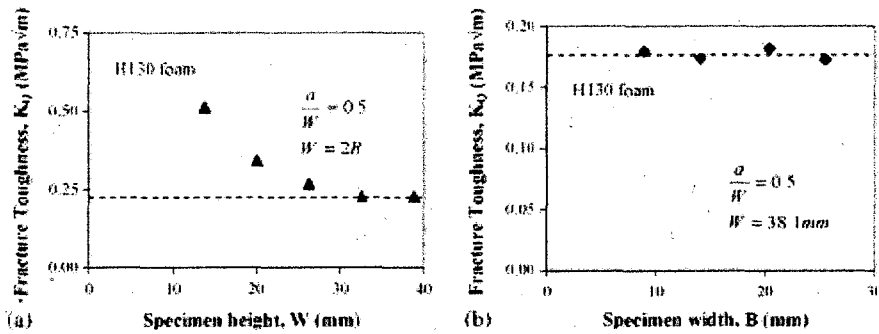 Fracture Toughness, K_Q (MPa√m)
0.75
0.50
0.25
0.00
H130 foam
a/W = 0.5
W = 2B
0 10 20 30 40
(a) Specimen height, W (mm)
Fracture Toughness, K_Q (MPa√m)
0.20
0.15
0.10
0.05
0.00
H130 foam
a/W = 0.5
W = 38.1mm
0 10 20 30
(b) Specimen width, B (mm)